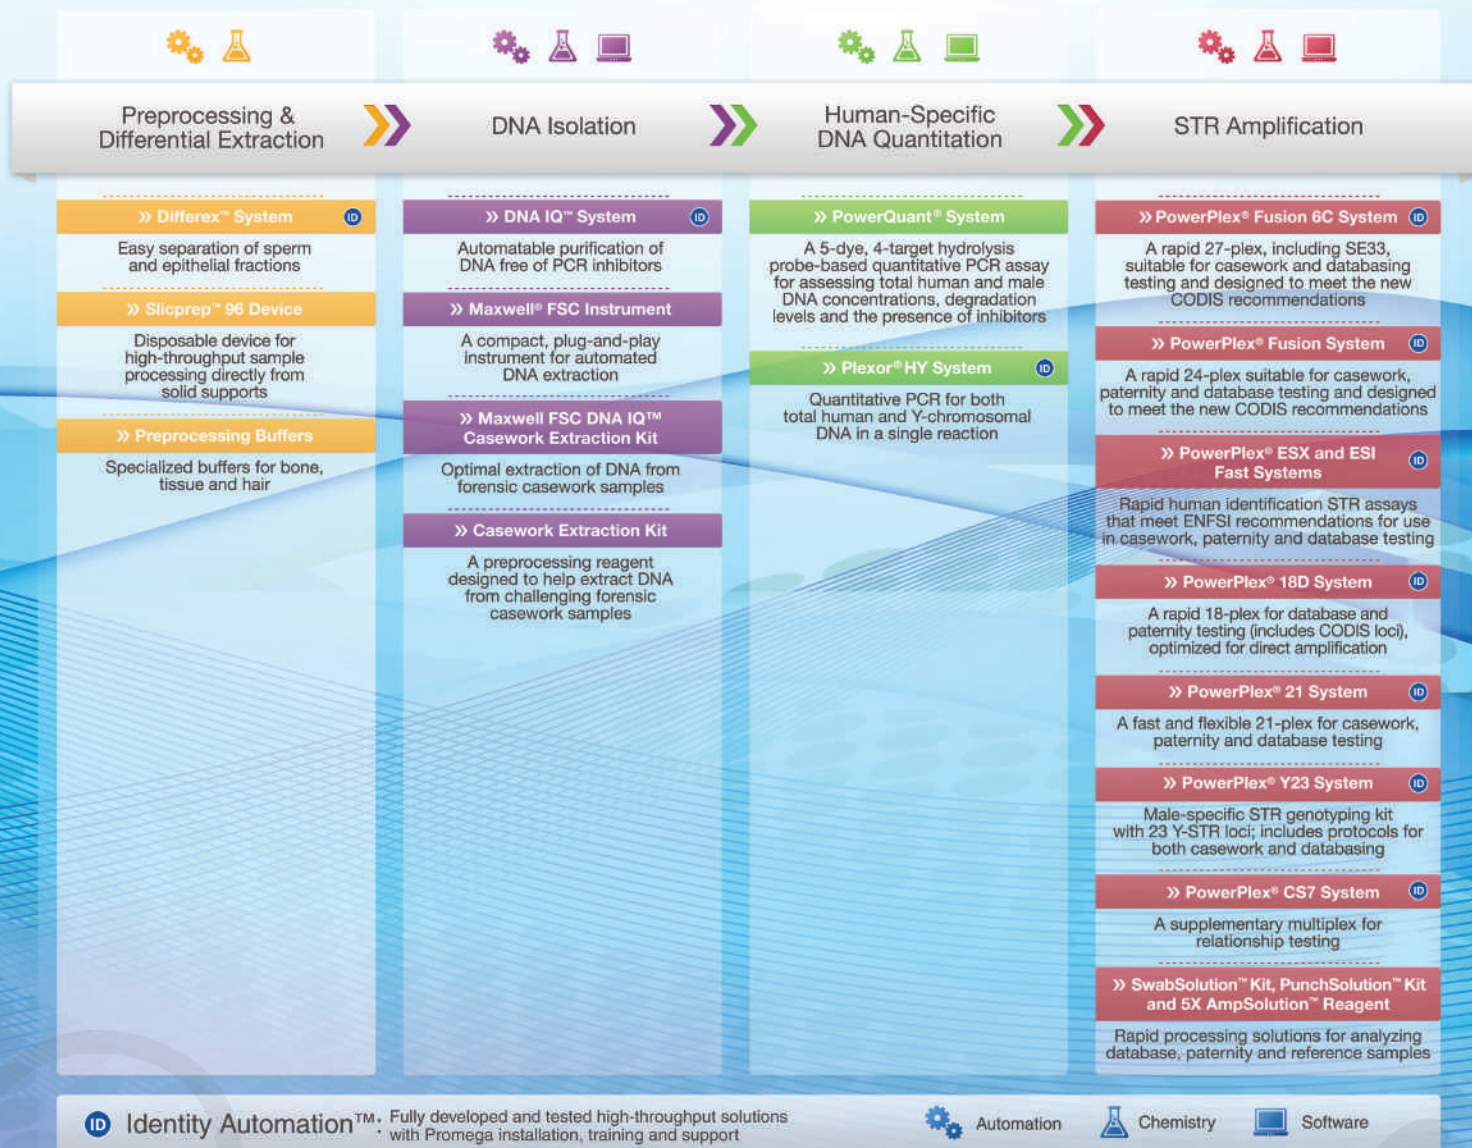 Preprocessing &
Differential Extraction
DNA Isolation
Human-Specific
DNA Quantitation
STR Amplification
» Differex™ System ID
Easy separation of sperm
and epithelial fractions
» Slicprep™ 96 Device
Disposable device for
high-throughput sample
processing directly from
solid supports
» Preprocessing Buffers
Specialized buffers for bone,
tissue and hair
» DNA IQ™ System ID
Automatable purification of
DNA free of PCR inhibitors
» Maxwell® FSC Instrument
A compact, plug-and-play
instrument for automated
DNA extraction
» Maxwell FSC DNA IQ™
Casework Extraction Kit
Optimal extraction of DNA from
forensic casework samples
» Casework Extraction Kit
A preprocessing reagent
designed to help extract DNA
from challenging forensic
casework samples
» PowerQuant® System
A 5-dye, 4-target hydrolysis
probe-based quantitative PCR assay
for assessing total human and male
DNA concentrations, degradation
levels and the presence of inhibitors
» Plexor® HY System ID
Quantitative PCR for both
total human and Y-chromosomal
DNA in a single reaction
» PowerPlex® Fusion 6C System ID
A rapid 27-plex, including SE33,
suitable for casework and databasing
testing and designed to meet the new
CODIS recommendations
» PowerPlex® Fusion System ID
A rapid 24-plex suitable for casework,
paternity and database testing and designed
to meet the new CODIS recommendations
» PowerPlex® ESX and ESI
Fast Systems ID
Rapid human identification STR assays
that meet ENFSI recommendations for use
in casework, paternity and database testing
» PowerPlex® 18D System ID
A rapid 18-plex for database and
paternity testing (includes CODIS loci),
optimized for direct amplification
» PowerPlex® 21 System ID
A fast and flexible 21-plex for casework,
paternity and database testing
» PowerPlex® Y23 System ID
Male-specific STR genotyping kit
with 23 Y-STR loci; includes protocols for
both casework and databasing
» PowerPlex® CS7 System ID
A supplementary multiplex for
relationship testing
» SwabSolution™ Kit, PunchSolution™ Kit
and 5X AmpSolution™ Reagent
Rapid processing solutions for analyzing
database, paternity and reference samples
ID Identity Automation™: Fully developed and tested high-throughput solutions
with Promega installation, training and support
Automation
Chemistry
Software